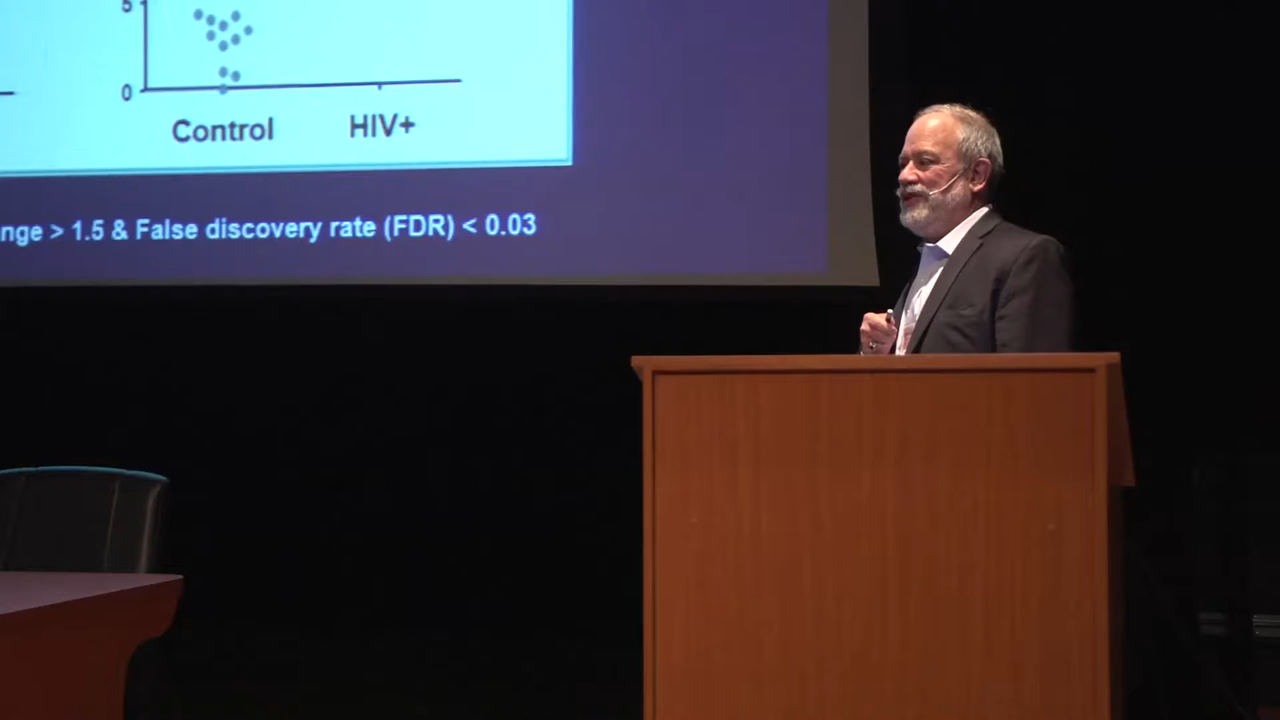 5
0
Control HIV+
nge > 1.5 & False discovery rate (FDR) < 0.03